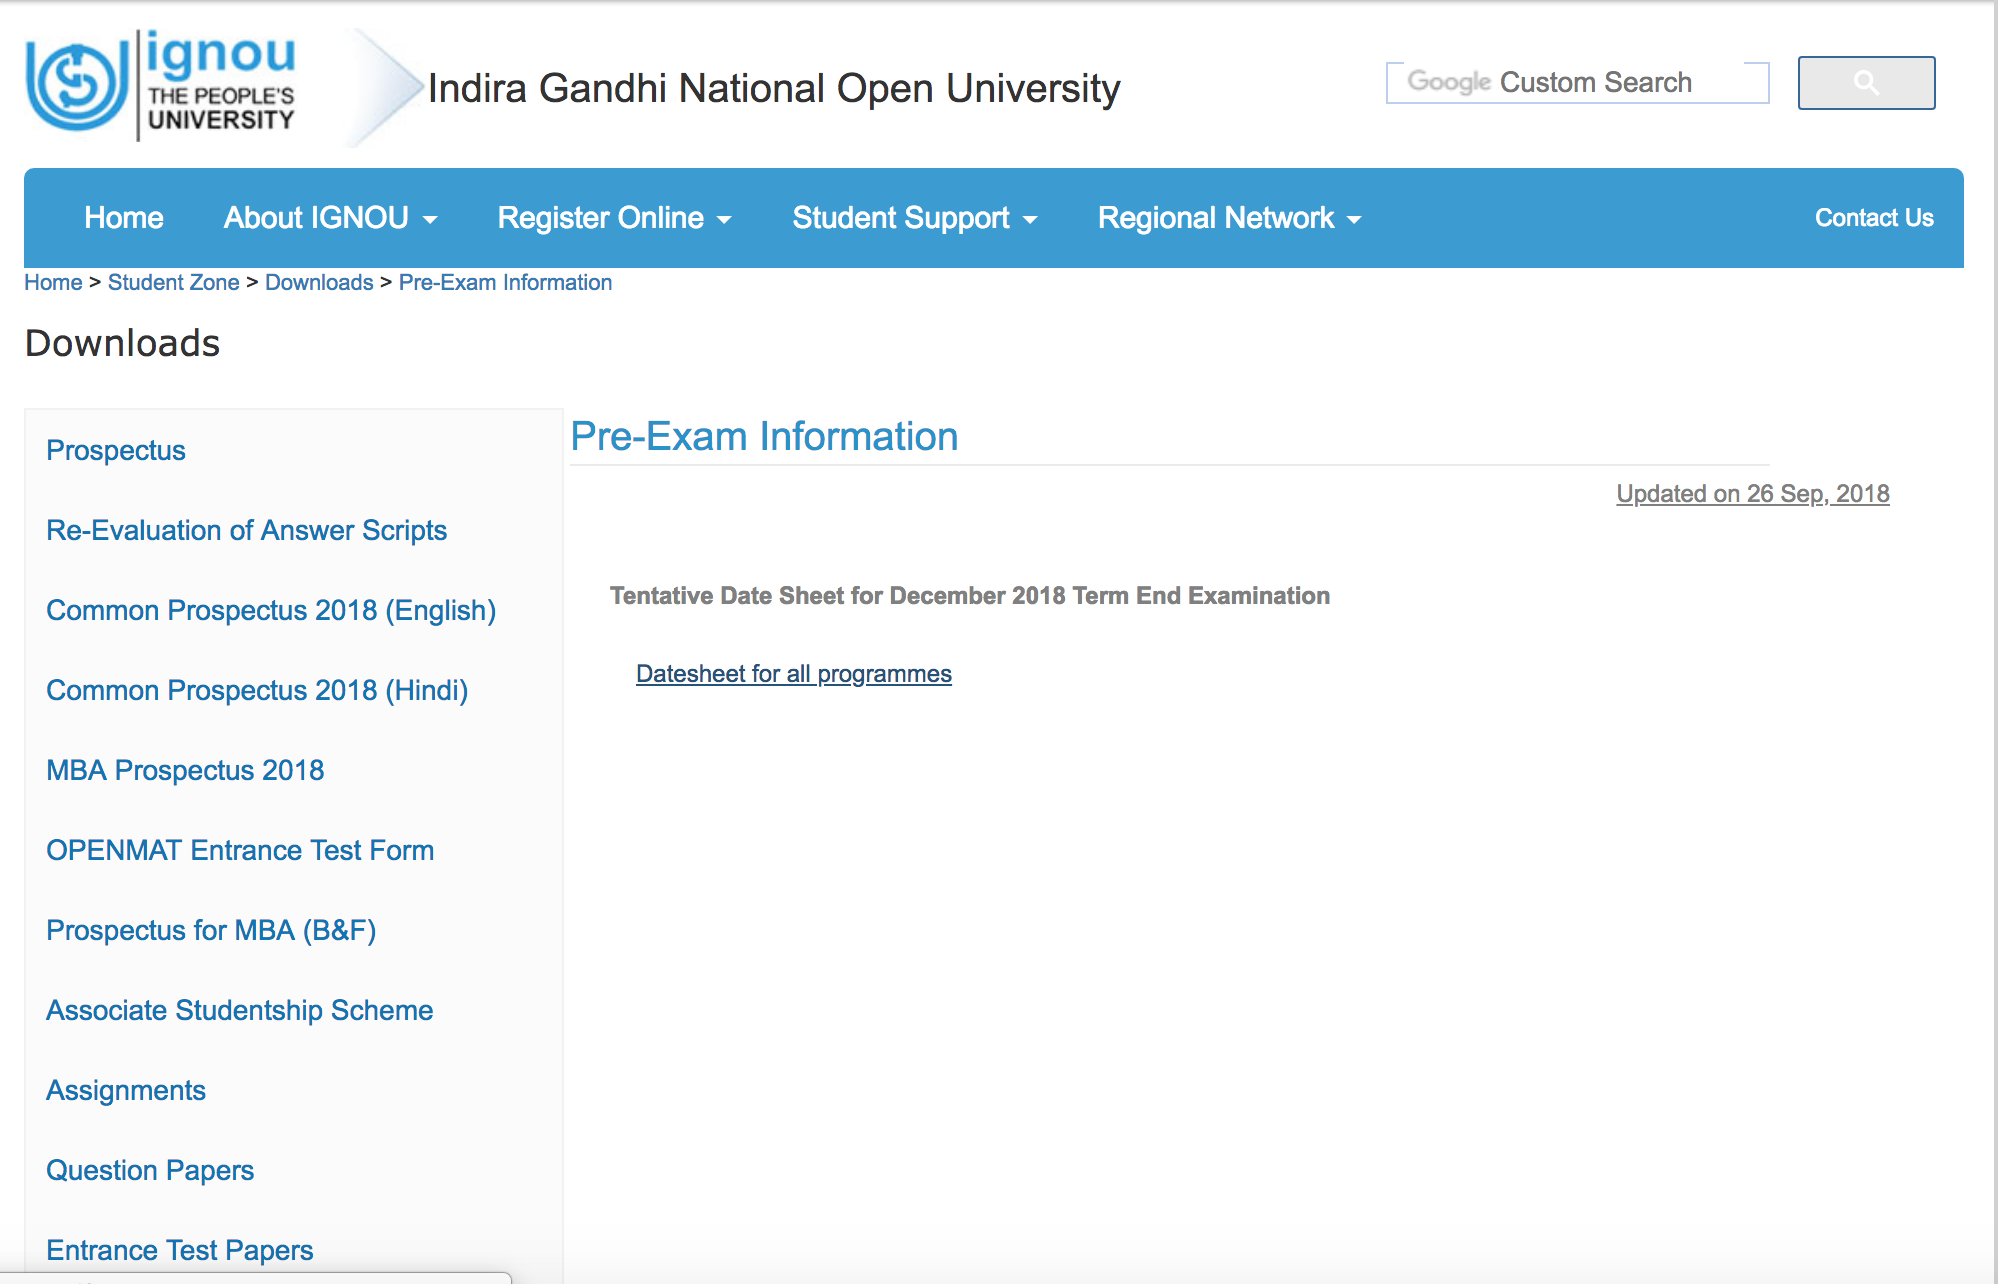 ignou
THE PEOPLE'S
UNIVERSITY
Indira Gandhi National Open University
Google Custom Search
Home About IGNOU Register Online Student Support Regional Network Contact Us
Home > Student Zone > Downloads > Pre-Exam Information
Downloads
Prospectus
Re-Evaluation of Answer Scripts
Common Prospectus 2018 (English)
Common Prospectus 2018 (Hindi)
MBA Prospectus 2018
OPENMAT Entrance Test Form
Prospectus for MBA (B&F)
Associate Studentship Scheme
Assignments
Question Papers
Entrance Test Papers
Pre-Exam Information
Updated on 26 Sep, 2018
Tentative Date Sheet for December 2018 Term End Examination
Datesheet for all programmes